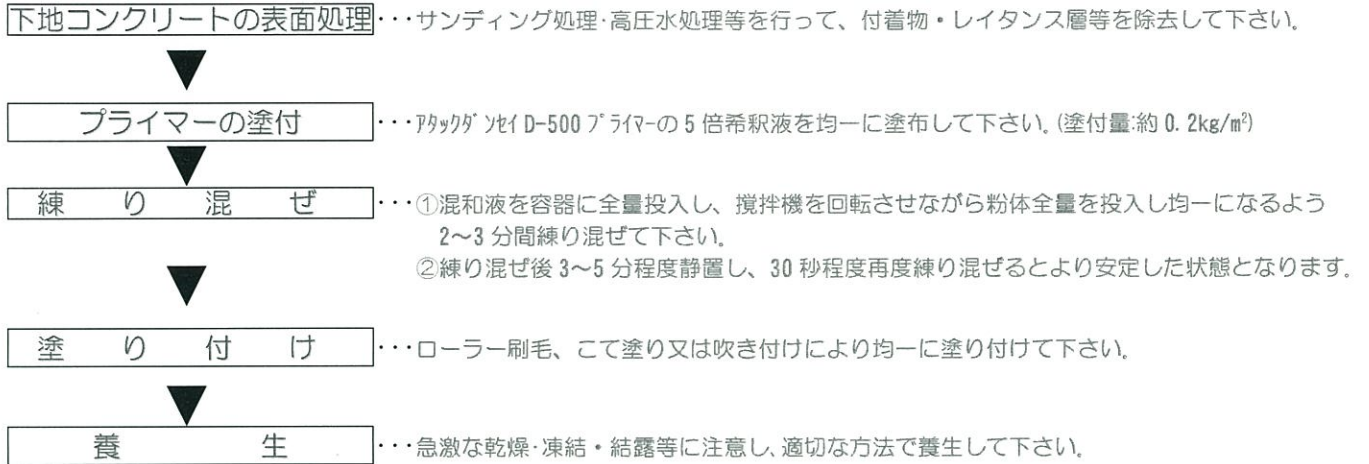 下地コンクリートの表面処理・・・サンディング処理・高圧水処理等を行って、付着物・レイタンス層等を除去して下さい。
プライマーの塗付・・・ｱﾀｯｸﾀﾞﾝｾｲD-500ﾌﾟﾗｲﾏｰの5倍希釈液を均一に塗布して下さい。(塗付量:約0.2kg/m²)
練り混ぜ・・・①混和液を容器に全量投入し、撹拌機を回転させながら粉体全量を投入し均一になるよう
2～3分間練り混ぜて下さい。
②練り混ぜ後3～5分程度静置し、30秒程度再度練り混ぜるとより安定した状態となります。
塗り付け・・・ローラー刷毛、こて塗り又は吹き付けにより均一に塗り付けて下さい。
養生・・・急激な乾燥・凍結・結露等に注意し、適切な方法で養生して下さい。